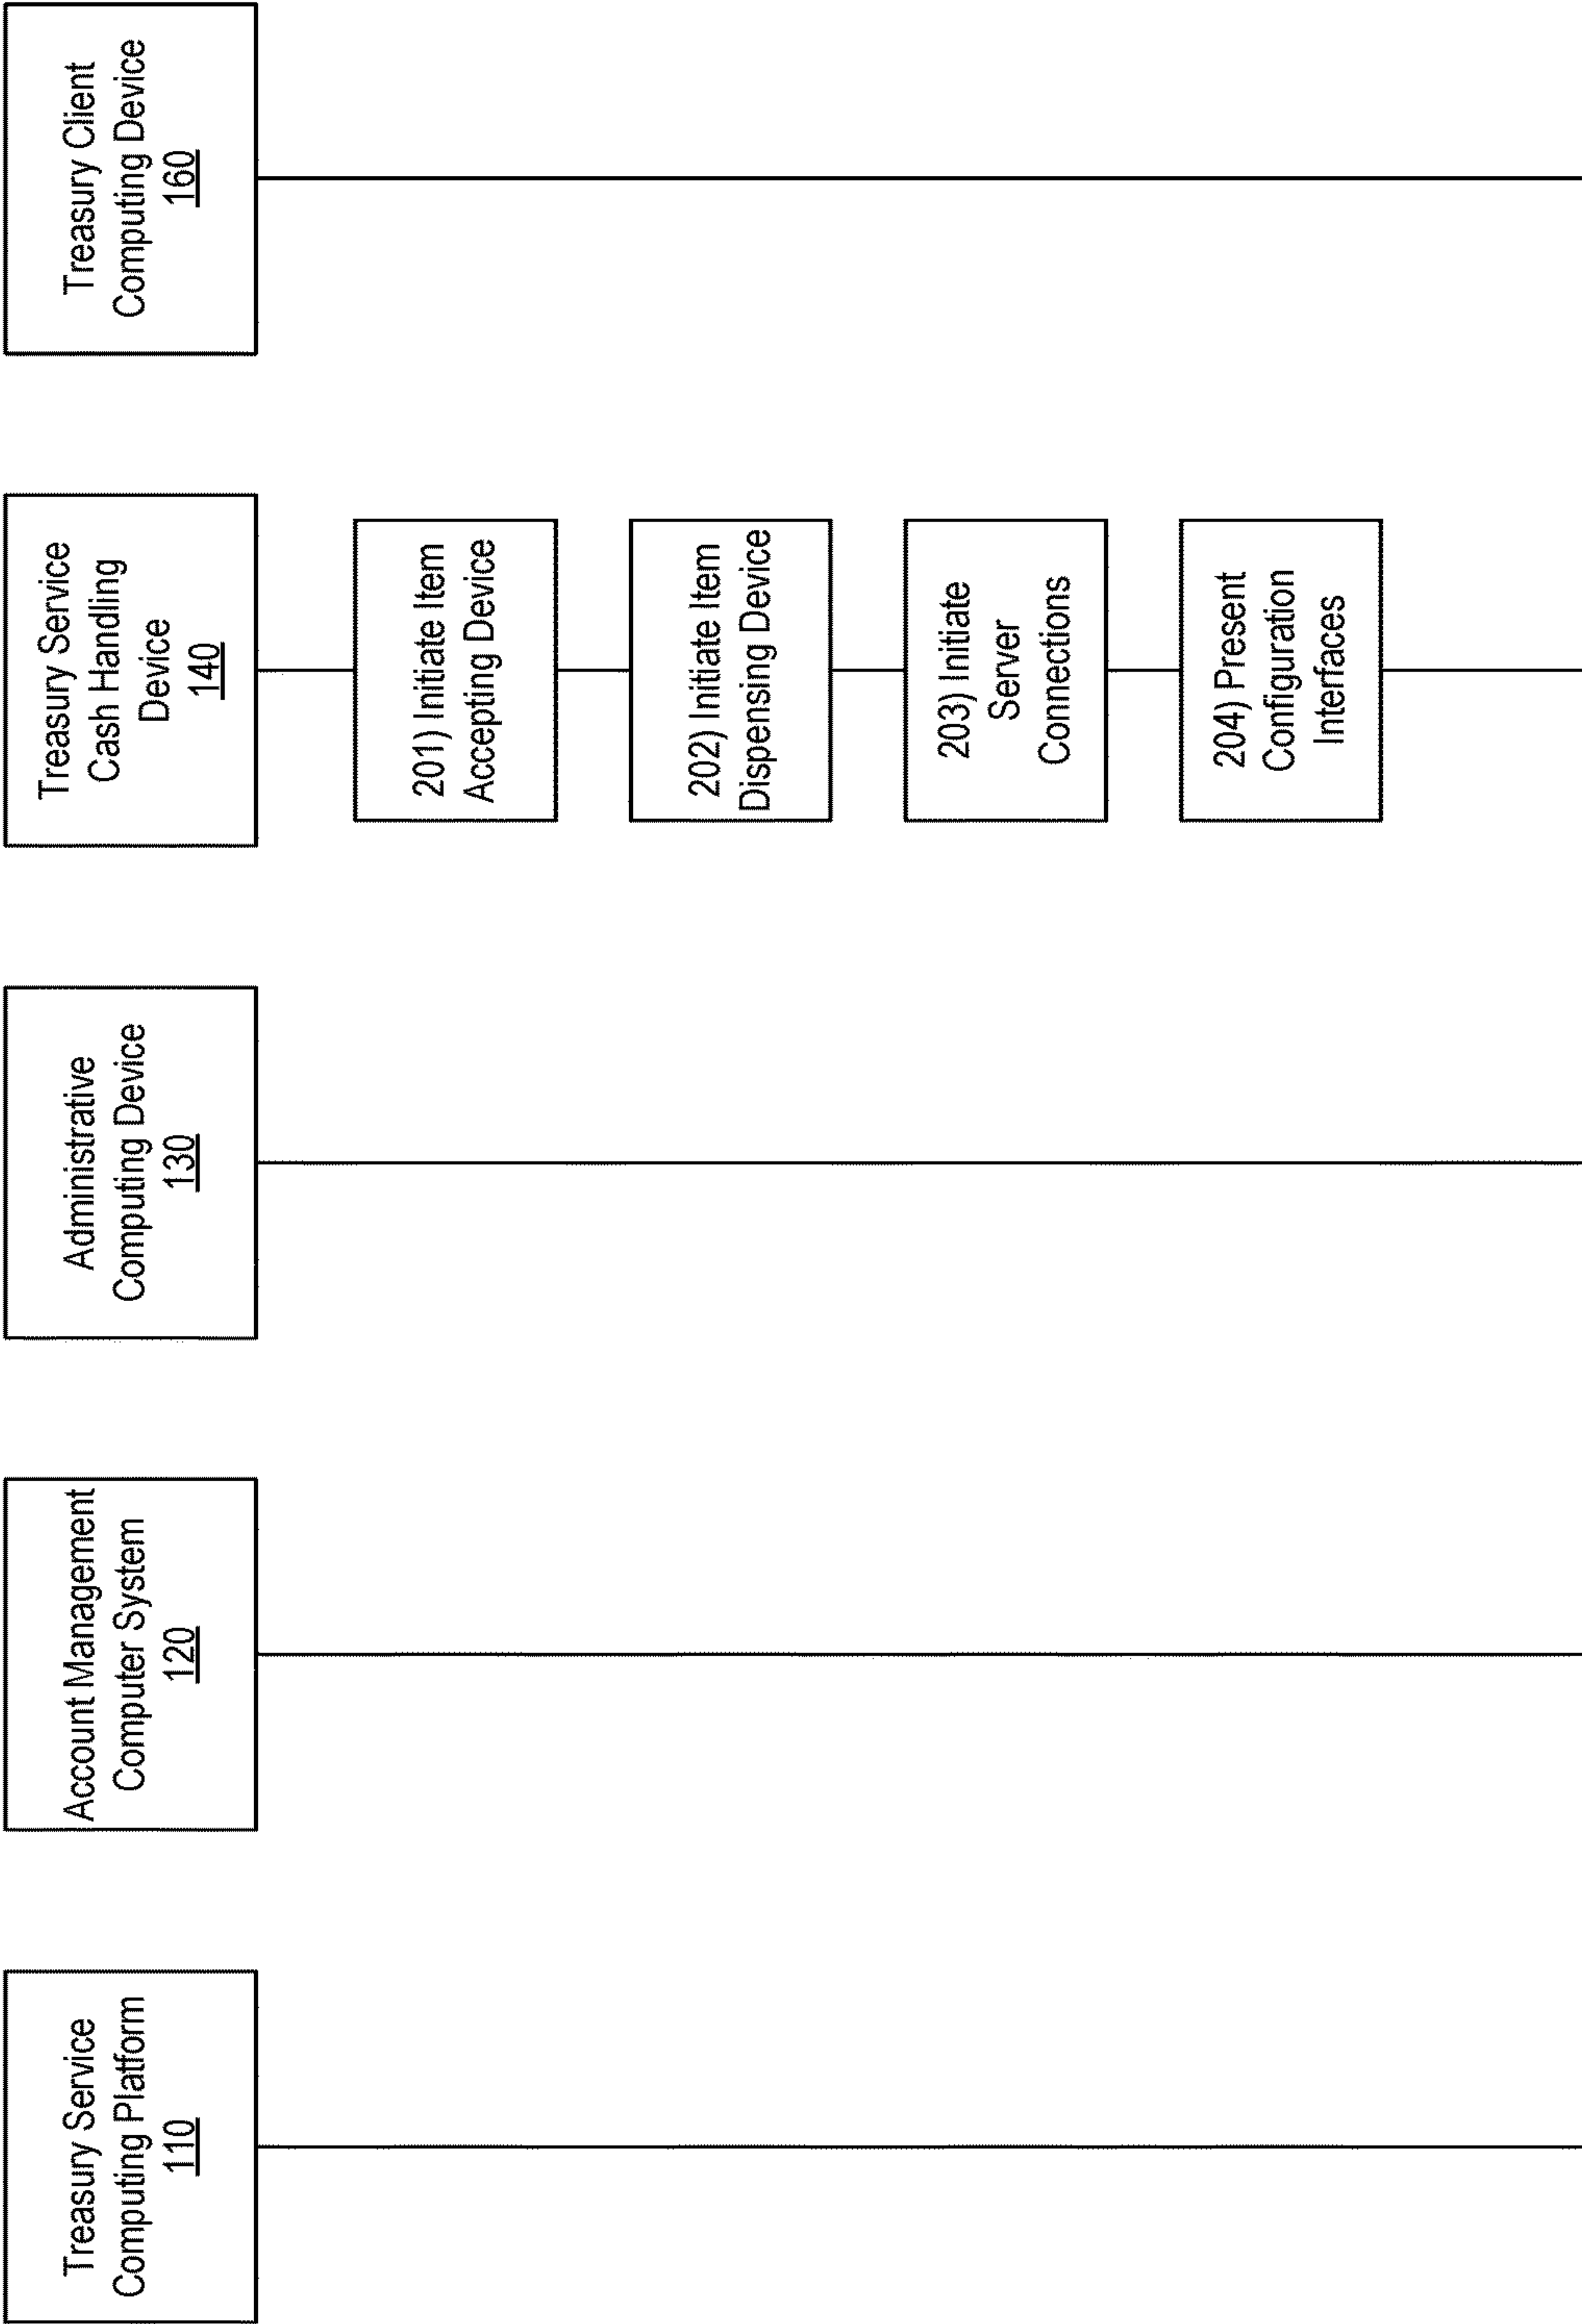 Treasury Service
Computing Platform
110
Account Management
Computer System
120
Administrative
Computing Device
130
Treasury Service
Cash Handling
Device
140
Treasury Client
Computing Device
160
201) Initiate Item
Accepting Device
202) Initiate Item
Dispensing Device
203) Initiate
Server
Connections
204) Present
Configuration
Interfaces